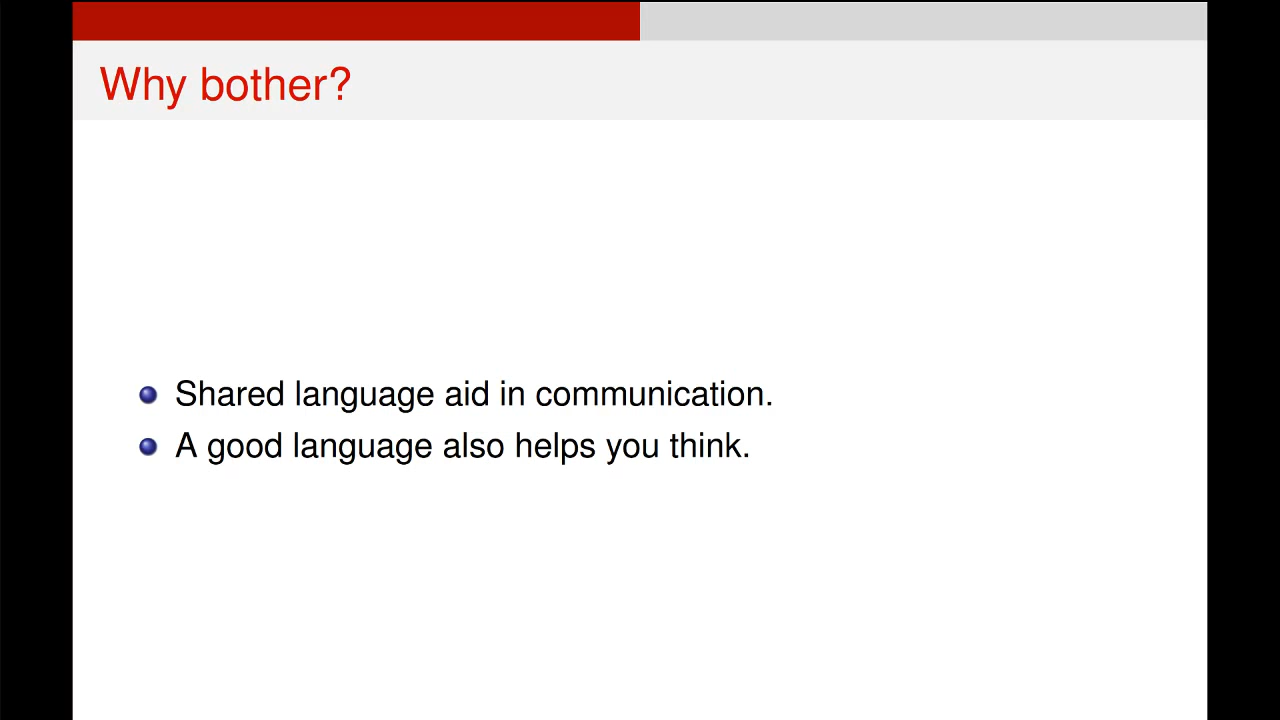 Why bother?
Shared language aid in communication.
A good language also helps you think.